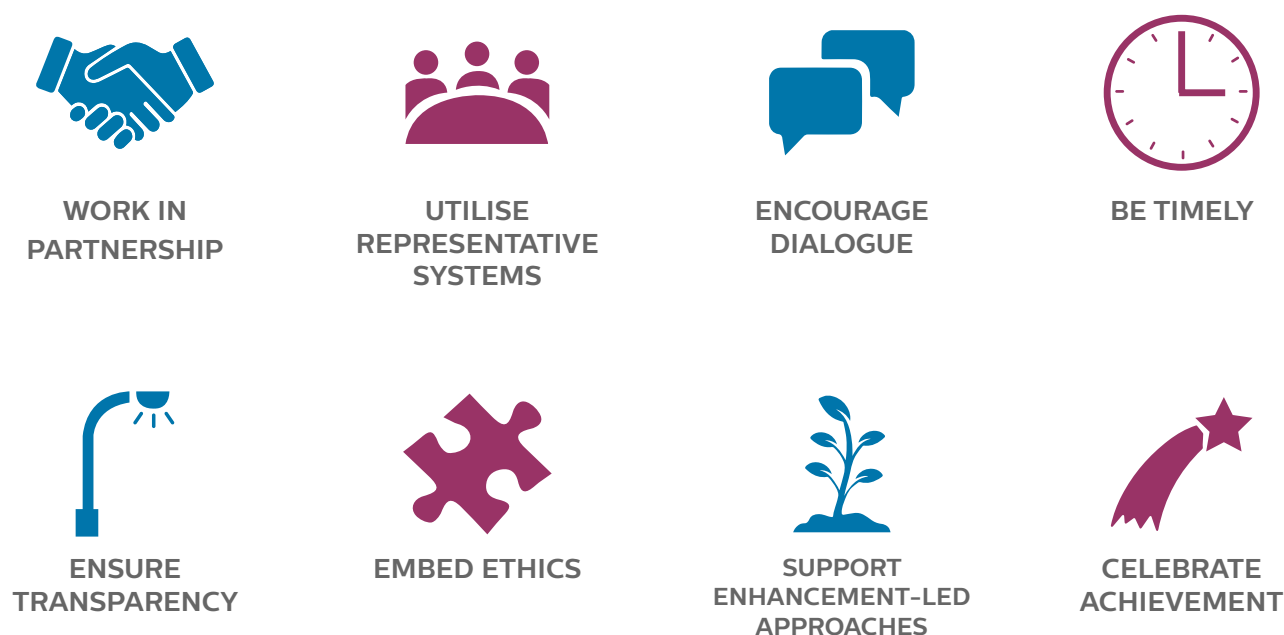 WORK IN
PARTNERSHIP
UTILISE
REPRESENTATIVE
SYSTEMS
ENCOURAGE
DIALOGUE
BE TIMELY
ENSURE
TRANSPARENCY
EMBED ETHICS
SUPPORT
ENHANCEMENT-LED
APPROACHES
CELEBRATE
ACHIEVEMENT